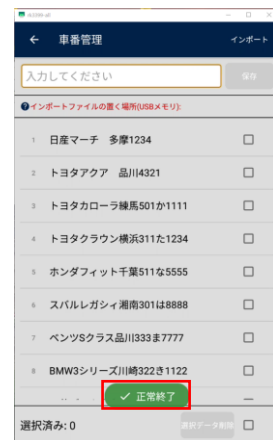 ← 車番管理 インポート
入力してください 保存
?インポートファイルの置く場所(USBメモリ):
1 日産マーチ 多摩1234
2 トヨタアクア 品川4321
3 トヨタカローラ練馬501か1111
4 トヨタクラウン横浜311た1234
5 ホンダフィット千葉511な5555
6 スバルレガシィ湘南301は8888
7 ベンツSクラス品川333ま7777
8 BMW3シリーズ川崎322さ1122
✓ 正常終了
選択済み: 0 選択データ削除